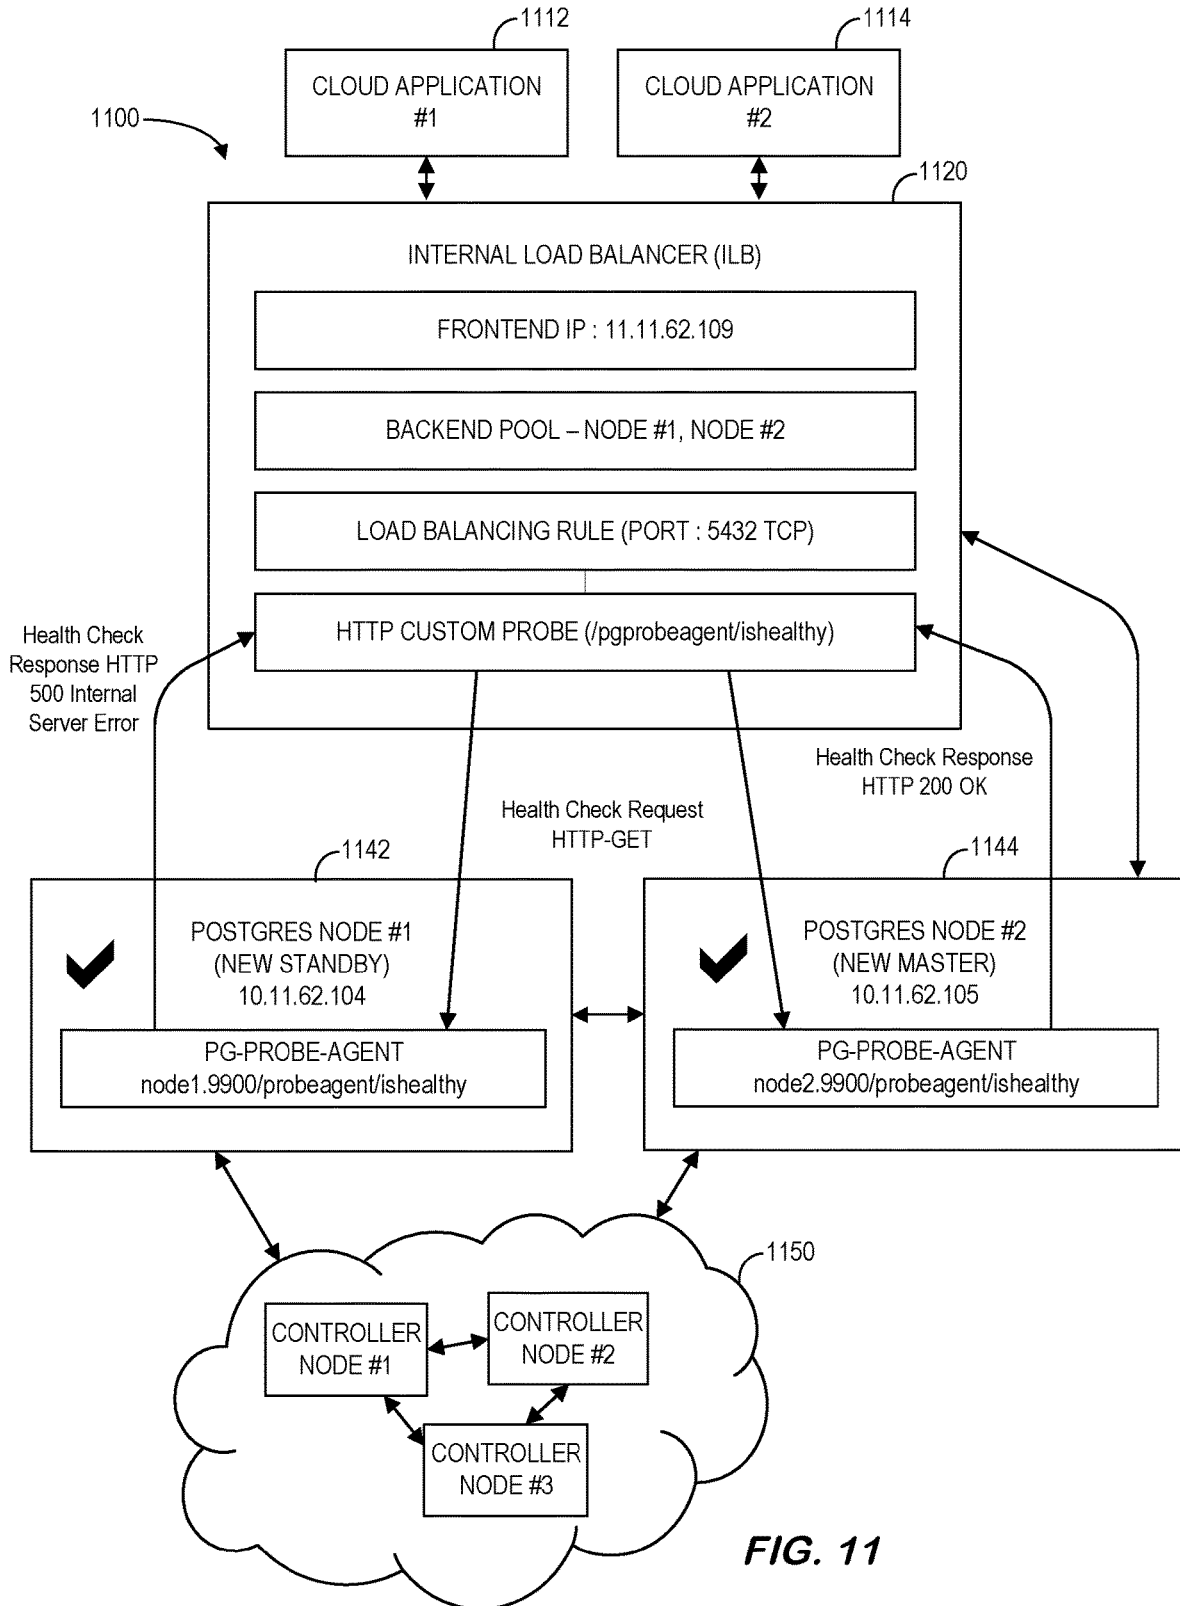 1112
1114
CLOUD APPLICATION
#1
CLOUD APPLICATION
#2
1100
1120
INTERNAL LOAD BALANCER (ILB)
FRONTEND IP : 11.11.62.109
BACKEND POOL – NODE #1, NODE #2
LOAD BALANCING RULE (PORT : 5432 TCP)
HTTP CUSTOM PROBE (/pgprobeagent/ishealthy)
Health Check
Response HTTP
500 Internal
Server Error
Health Check Response
HTTP 200 OK
Health Check Request
HTTP-GET
1142
1144
POSTGRES NODE #1
(NEW STANDBY)
10.11.62.104
PG-PROBE-AGENT
node1.9900/probeagent/ishealthy
POSTGRES NODE #2
(NEW MASTER)
10.11.62.105
PG-PROBE-AGENT
node2.9900/probeagent/ishealthy
1150
CONTROLLER
NODE #1
CONTROLLER
NODE #2
CONTROLLER
NODE #3
FIG. 11